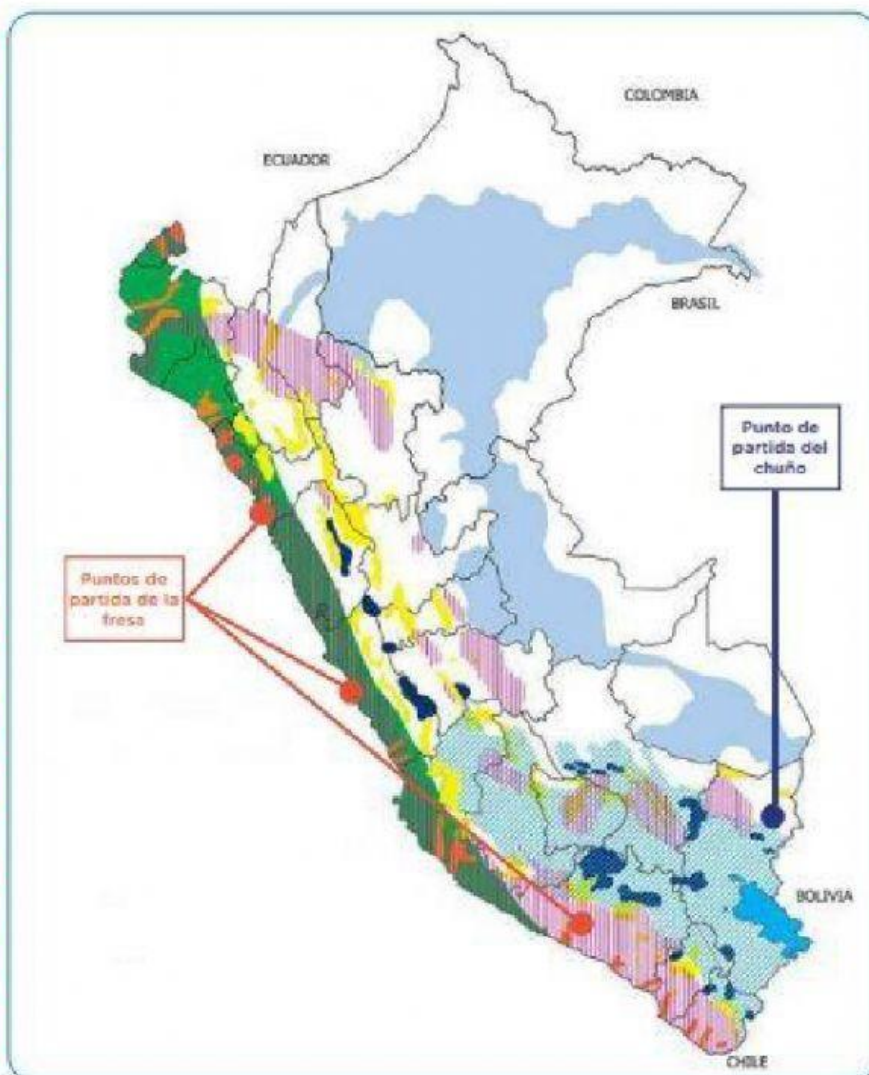 COLOMBIA
ECUADOR
BRASIL
Punto de
partida del
chuño
Puntos de
partida de la
fresa
BOLIVIA
CHILE